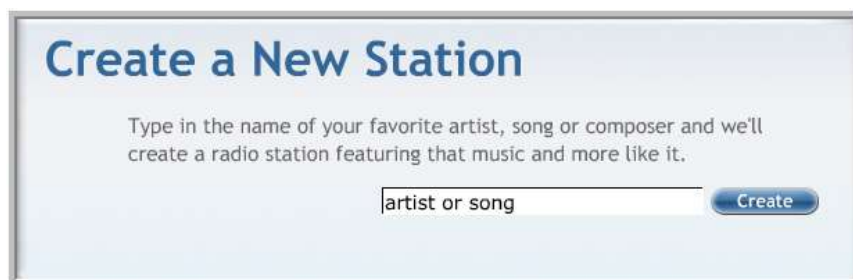 Create a New Station
Type in the name of your favorite artist, song or composer and we'll
create a radio station featuring that music and more like it.
artist or song Create